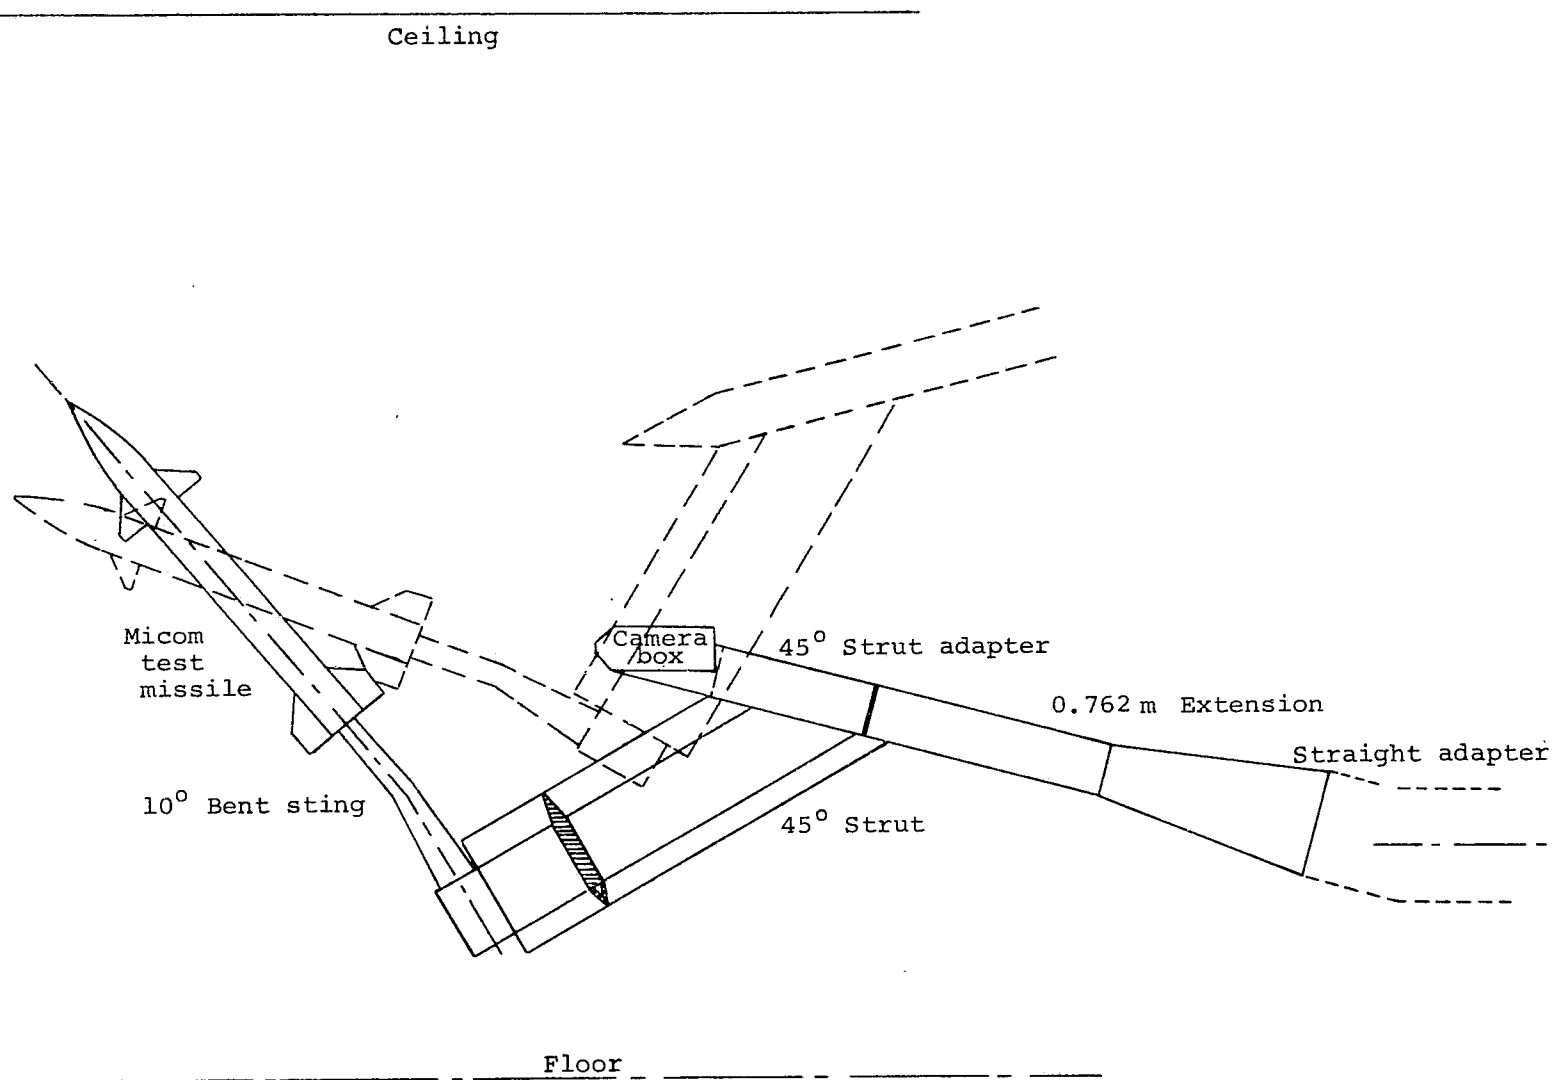 Ceiling
Camera
box
45° Strut adapter
Micom
test
missile
0.762 m Extension
Straight adapter
10° Bent sting
45° Strut
Floor